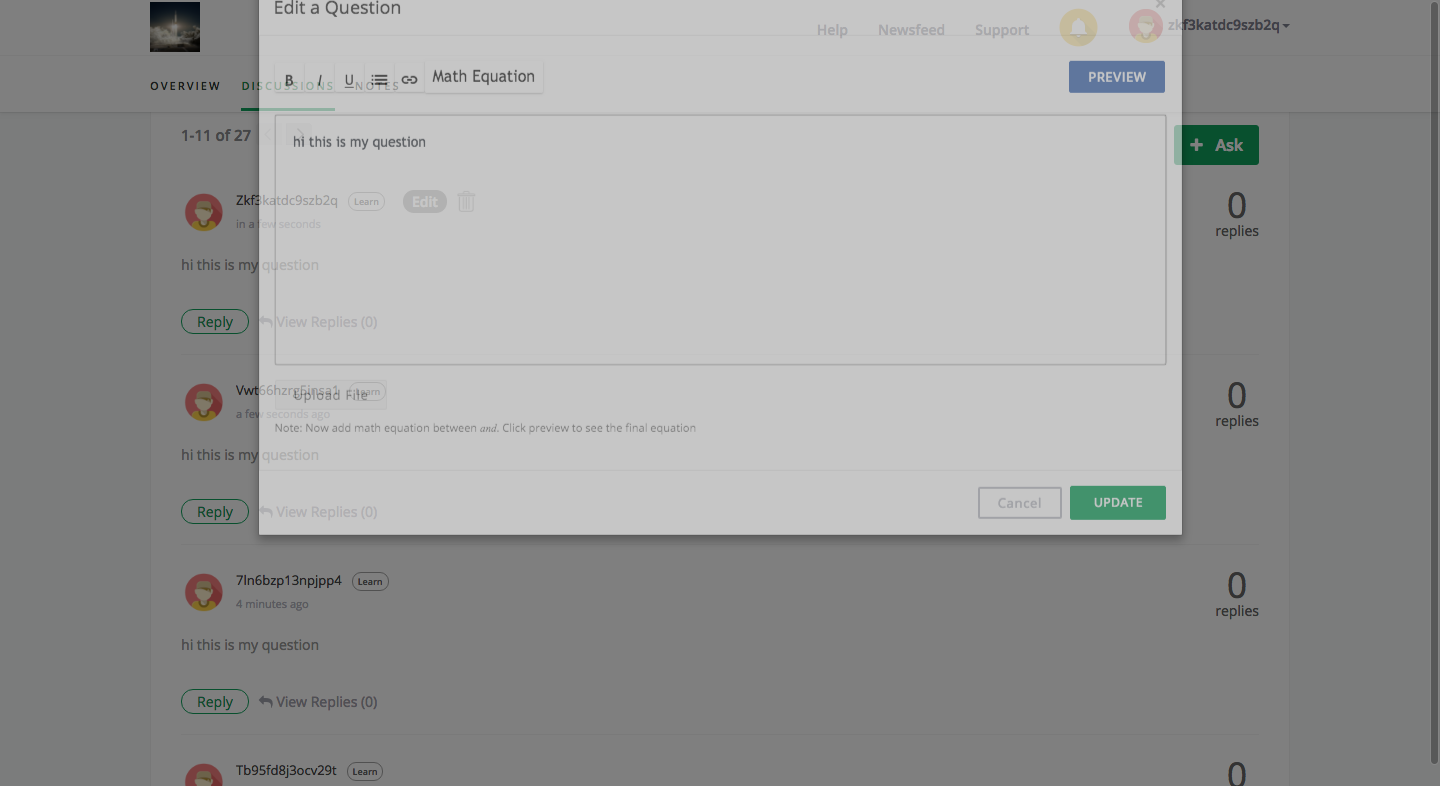 Edit a Question
×
Help Newsfeed Support zkf3katdc9szb2q
B I U Math Equation PREVIEW
OVERVIEW DISCUSSIONS NOTES
1-11 of 27
+ Ask
hi this is my question
Zkf3katdc9szb2q Learn Edit
in a few seconds
0
replies
hi this is my question
Reply View Replies (0)
Vwt66hzrg5insa1 Learn
Upload File
a few seconds ago
0
replies
Note: Now add math equation between and. Click preview to see the final equation
hi this is my question
Reply View Replies (0)
Cancel UPDATE
7ln6bzp13npjpp4 Learn
4 minutes ago
0
replies
hi this is my question
Reply View Replies (0)
Tb95fd8j3ocv29t Learn
0